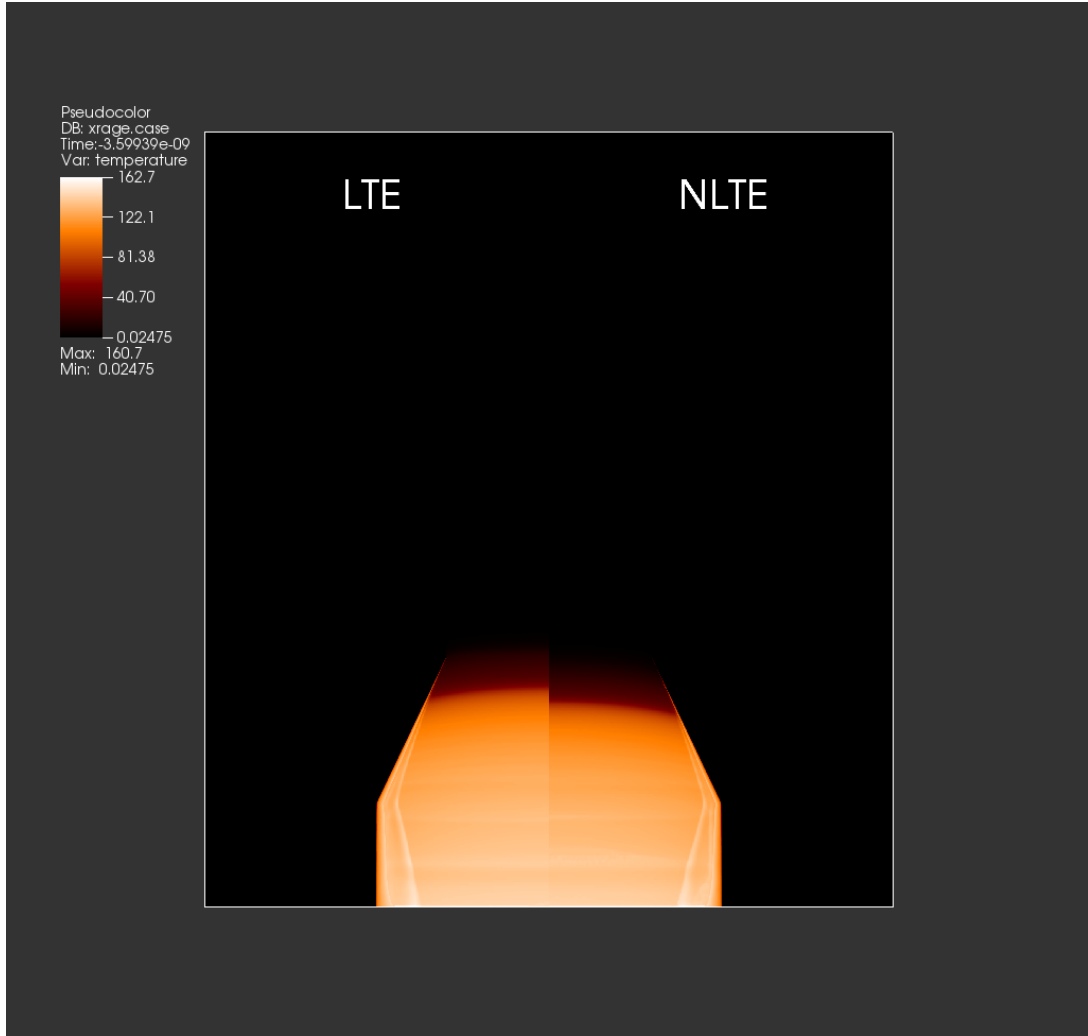 Pseudocolor
DB: xrage.case
Time:-3.59939e-09
Var: temperature
162.7
122.1
81.38
40.70
0.02475
Max: 160.7
Min: 0.02475
LTE
NLTE